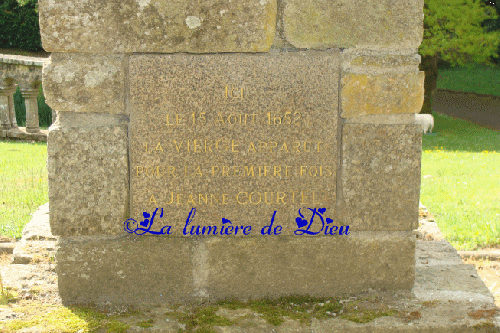 ICI
LE 15 AOUT 1652
LA VIERGE APPARUT
POUR LA PREMIERE FOIS
A JEANNE COURTEL
©La lumière de Dieu